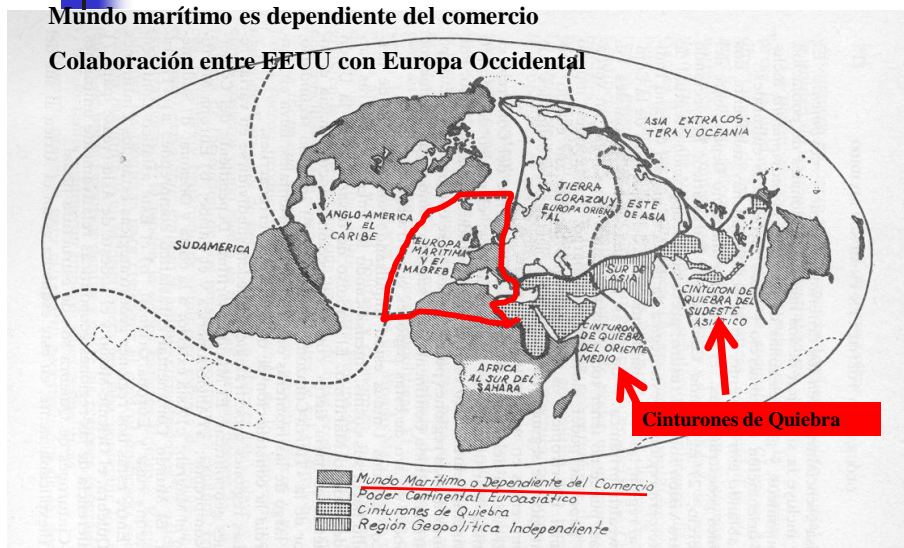 Mundo marítimo es dependiente del comercio
Colaboración entre EEUU con Europa Occidental
ASIA EXTRACOS-
TERA Y OCEANIA
TIERRA
CORAZON Y
EUROPA ORIEN
TAL
ESTE
DE ASIA
ANGLO-AMERICA
Y EL
CARIBE
EUROPA
MARITIMA
Y El
MAGREB
SUDAMERICA
SUR DE
ASIA
CINTURON DE
QUIEBRA DEL
SUDESTE
ASIATICO
CINTURON
DE QUIEBRA
DEL ORIENTE
MEDIO
AFRICA
AL SUR DEL
SAHARA
Cinturones de Quiebra
Mundo Marítimo o Dependiente del Comercio
Poder Continental Euroasiático
Cinturones de Quiebra
Región Geopolítica Independiente